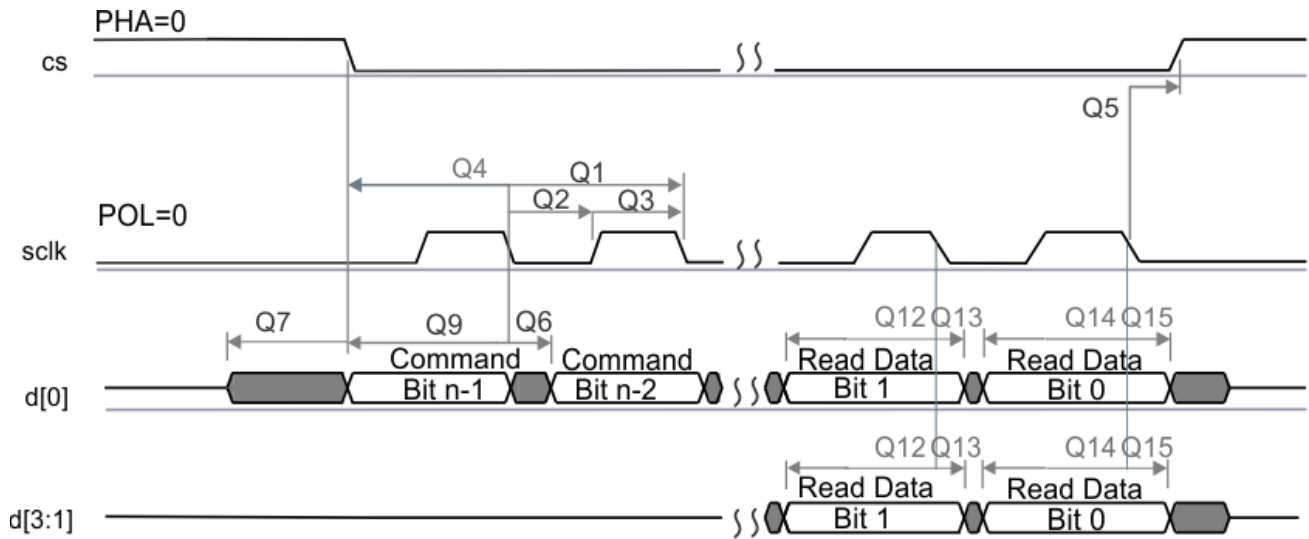 PHA=0
cs
Q5
Q4 Q1
Q2 Q3
POL=0
sclk
Q7 Q9 Q6 Q12 Q13 Q14 Q15
Command Command Read Data Read Data
d[0] Bit n-1 Bit n-2 Bit 1 Bit 0
Q12 Q13 Q14 Q15
Read Data Read Data
d[3:1] Bit 1 Bit 0